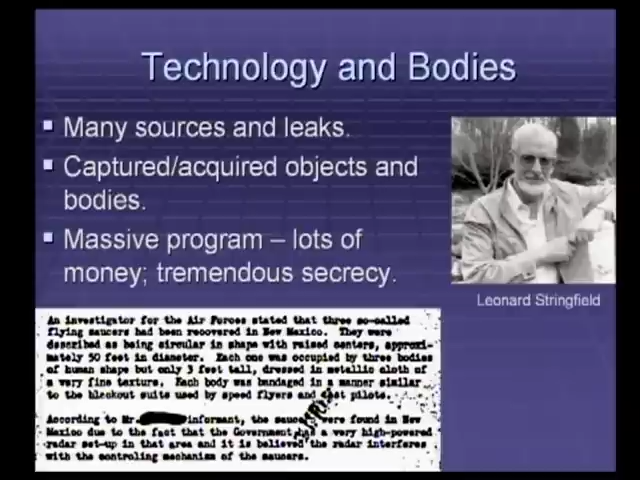 Technology and Bodies
Many sources and leaks.
Captured/acquired objects and
bodies.
Massive program – lots of
money; tremendous secrecy.
Leonard Stringfield
An investigator for the Air Forces stated that three so-called
flying saucers had been recovered in New Mexico. They were
described as being circular in shape with raised centers, approxi-
mately 50 feet in diameter. Each one was occupied by three bodies
of human shape but only 3 feet tall, dressed in metallic cloth of
a very fine texture. Each body was bandaged in a manner similar
to the blackout suits used by speed flyers and test pilots.
According to Mr. informant, the saucers were found in New
Mexico due to the fact that the Government has a very high-powered
radar set-up in that area and it is believed the radar interferes
with the controling mechanism of the saucers.